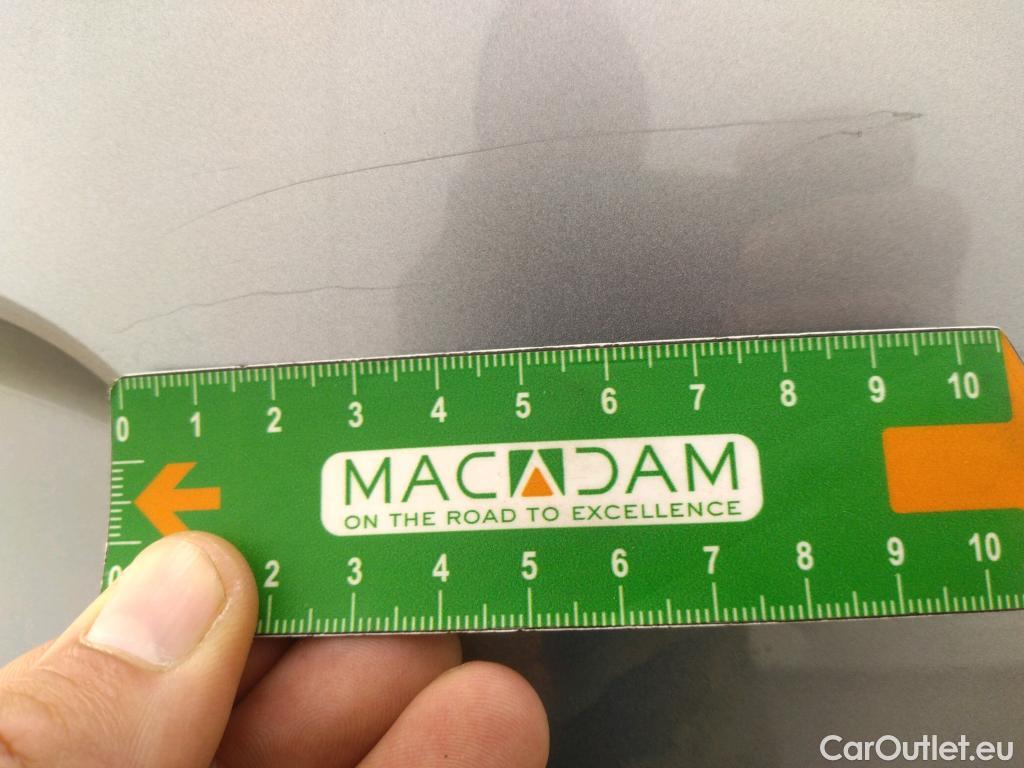 0 1 2 3 4 5 6 7 8 9 10
MACADAM
ON THE ROAD TO EXCELLENCE
0 2 3 4 5 6 7 8 9 10
CarOutlet.eu